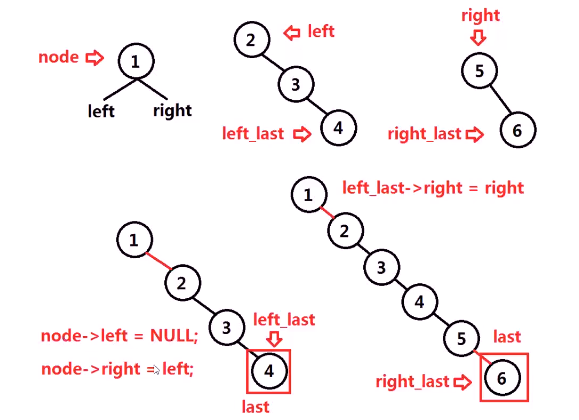 right
2
left
node
1
3
5
left
right
left_last
4
right_last
6
1
left_last->right = right
1
2
2
3
3
left_last
4
node->left = NULL;
5
last
node->right = left;
4
right_last
6
last